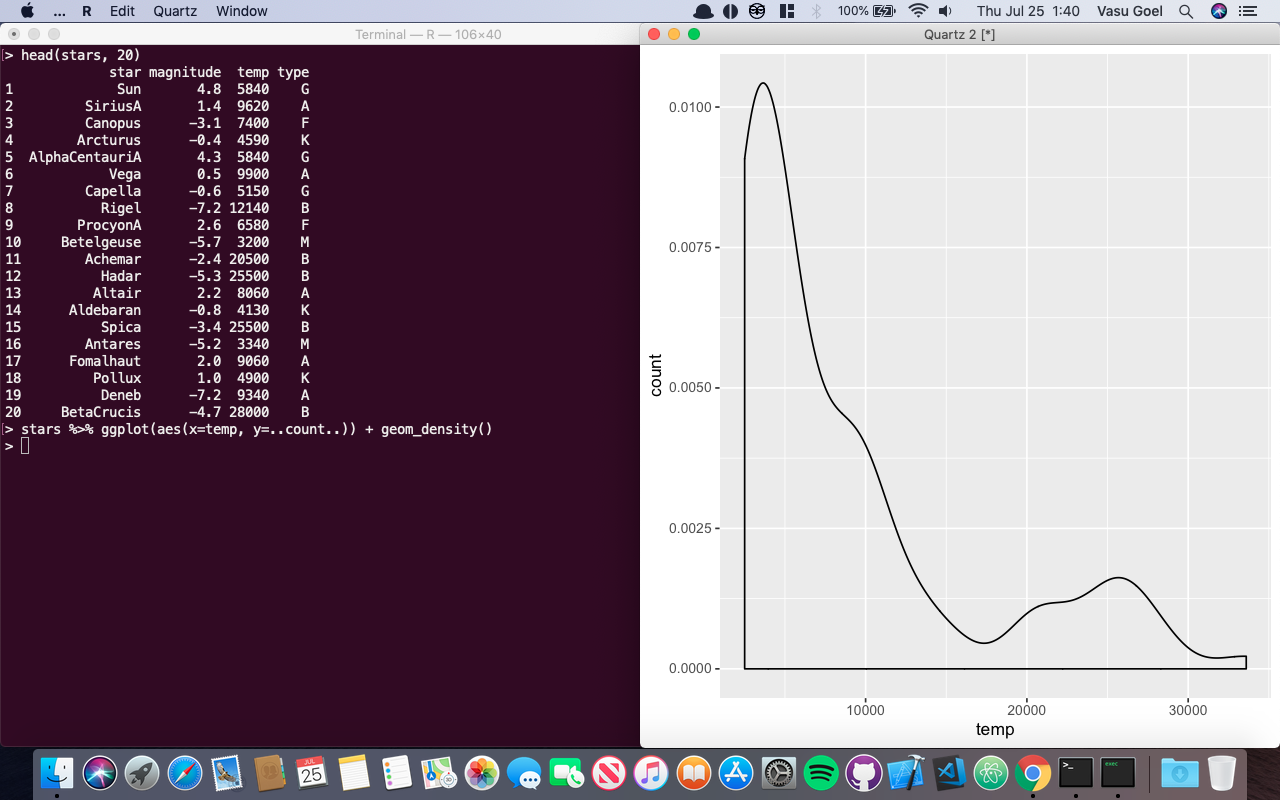 ... R Edit Quartz Window 100% Thu Jul 25 1:40 Vasu Goel
Terminal — R — 106×40
> head(stars, 20)
star magnitude temp type
1 Sun 4.8 5840 G
2 SiriusA 1.4 9620 A
3 Canopus −3.1 7400 F
4 Arcturus −0.4 4590 K
5 AlphaCentauriA 4.3 5840 G
6 Vega 0.5 9900 A
7 Capella −0.6 5150 G
8 Rigel −7.2 12140 B
9 ProcyonA 2.6 6580 F
10 Betelgeuse −5.7 3200 M
11 Achemar −2.4 20500 B
12 Hadar −5.3 25500 B
13 Altair 2.2 8060 A
14 Aldebaran −0.8 4130 K
15 Spica −3.4 25500 B
16 Antares −5.2 3340 M
17 Fomalhaut 2.0 9060 A
18 Pollux 1.0 4900 K
19 Deneb −7.2 9340 A
20 BetaCrucis −4.7 28000 B
> stars %>% ggplot(aes(x=temp, y=..count..)) + geom_density()
>
Quartz 2 [*]
0.0100
0.0075
0.0050
0.0025
0.0000
count
10000 20000 30000
temp
JUL
25
>_
exec